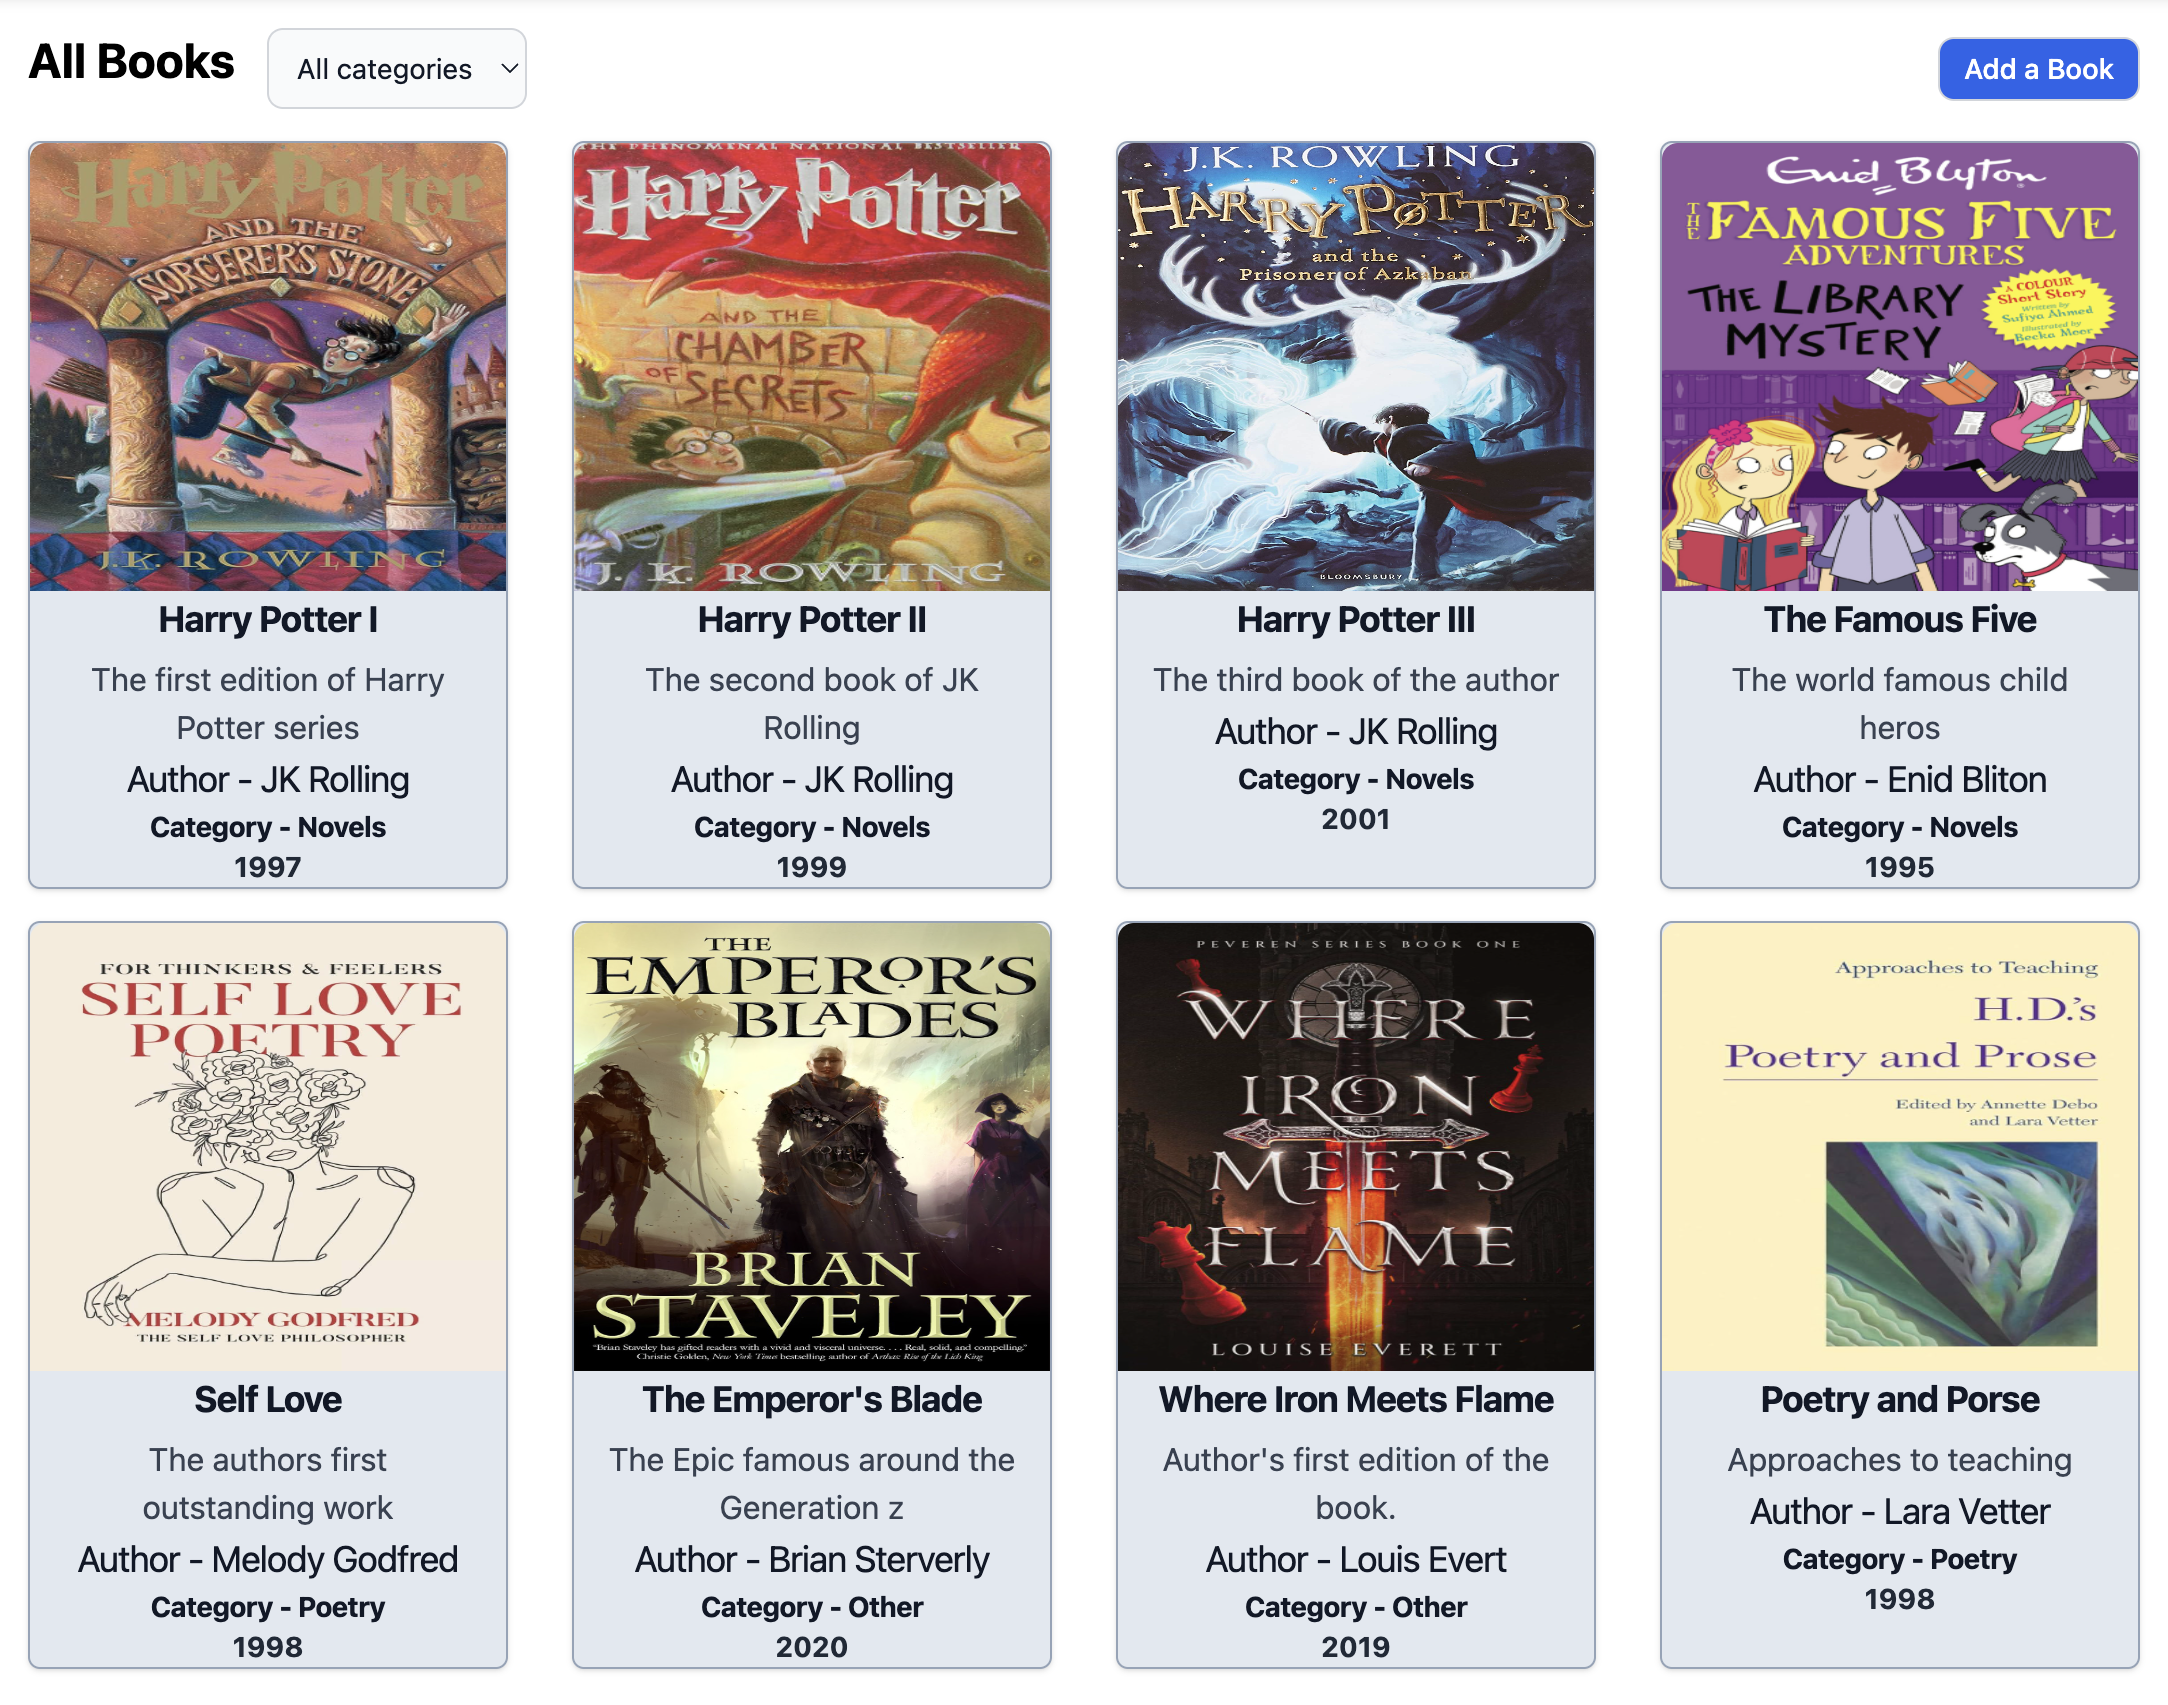 All Books
All categories
Add a Book
THE PHENOMENAL NATIONAL BESTSELLER
Harry Potter
AND THE
SORCERER'S STONE
J.K. ROWLING
Harry Potter I
The first edition of Harry
Potter series
Author - JK Rolling
Category - Novels
1997
Harry Potter
AND THE
CHAMBER
OF SECRETS
J. K. ROWLING
Harry Potter II
The second book of JK
Rolling
Author - JK Rolling
Category - Novels
1999
J.K. ROWLING
HARRY POTTER
and the
Prisoner of Azkaban
BLOOMSBURY
Harry Potter III
The third book of the author
Author - JK Rolling
Category - Novels
2001
Enid Blyton
THE FAMOUS FIVE
ADVENTURES
THE LIBRARY
MYSTERY
A COLOUR
Short Story
Written by
Sufiya Ahmed
Illustrated by
Becka Moor
The Famous Five
The world famous child
heros
Author - Enid Bliton
Category - Novels
1995
FOR THINKERS & FEELERS
SELF LOVE
POETRY
MELODY GODFRED
THE SELF LOVE PHILOSOPHER
Self Love
The authors first
outstanding work
Author - Melody Godfred
Category - Poetry
1998
THE
EMPEROR'S
BLADES
BRIAN
STAVELEY
"Brian Staveley has gifted readers with a vivid and visceral universe. . . . Real, solid, and compelling."
Christie Golden, New York Times bestselling author of Arthas: Rise of the Lich King
The Emperor's Blade
The Epic famous around the
Generation z
Author - Brian Sterverly
Category - Other
2020
PEVEREN SERIES BOOK ONE
WHERE
IRON
MEETS
FLAME
LOUISE EVERETT
Where Iron Meets Flame
Author's first edition of the
book.
Author - Louis Evert
Category - Other
2019
Approaches to Teaching
H.D.'s
Poetry and Prose
Edited by Annette Debo
and Lara Vetter
Poetry and Porse
Approaches to teaching
Author - Lara Vetter
Category - Poetry
1998